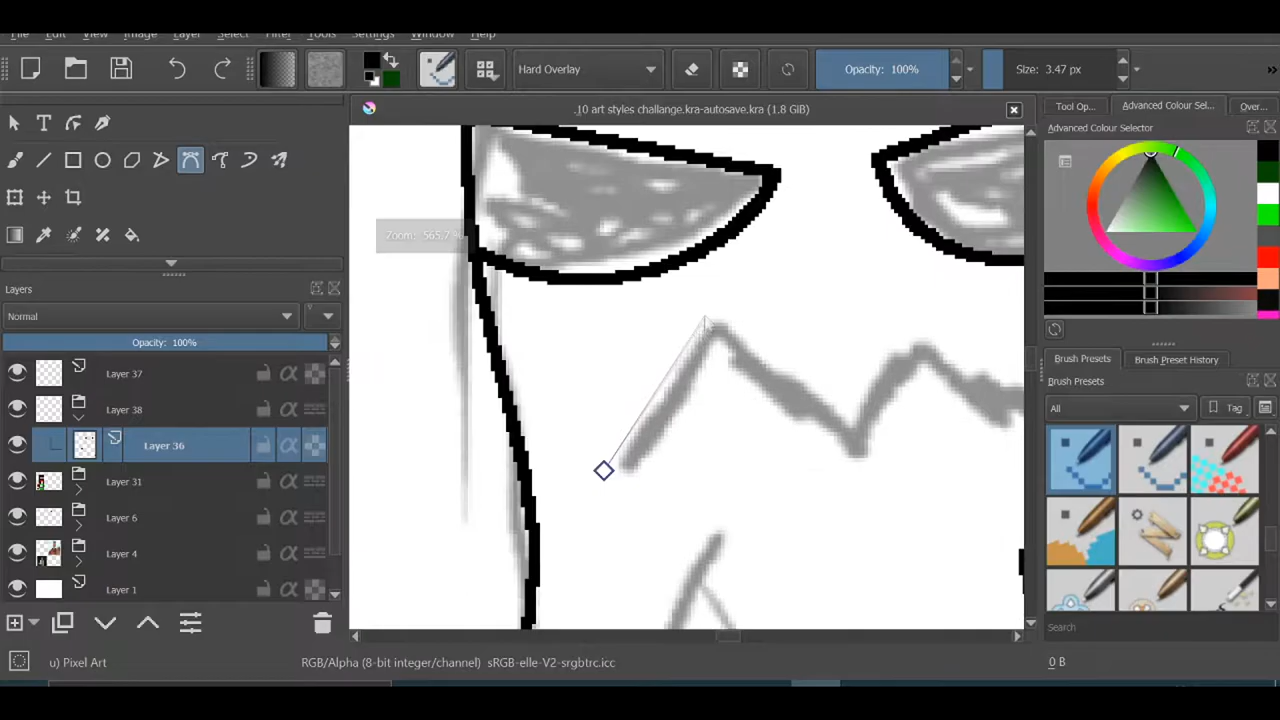 File Edit View Image Layer Select Filter Tools Settings Window Help
Hard Overlay
Opacity: 100%
Size: 3.47 px
»
.10 art styles challange.kra-autosave.kra (1.8 GiB)
Tool Op...
Advanced Colour Sel...
Over...
Advanced Colour Selector
Zoom: 565.7 %
Layers
Normal
Opacity: 100%
Layer 37
Layer 38
Layer 36
Layer 31
Layer 6
Layer 4
Layer 1
Brush Presets
Brush Preset History
Brush Presets
All
Tag
Search
u) Pixel Art
RGB/Alpha (8-bit integer/channel) sRGB-elle-V2-srgbtrc.icc
0 B